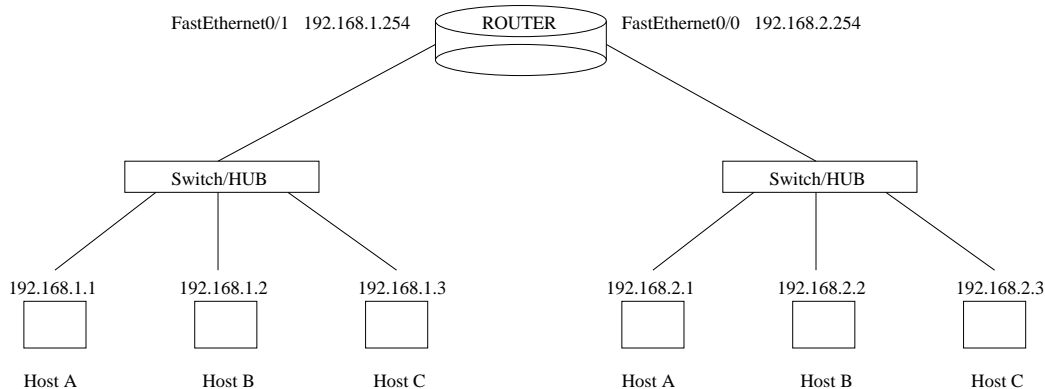 FastEthernet0/1 192.168.1.254 ROUTER FastEthernet0/0 192.168.2.254
Switch/HUB Switch/HUB
192.168.1.1 192.168.1.2 192.168.1.3 192.168.2.1 192.168.2.2 192.168.2.3
Host A Host B Host C Host A Host B Host C